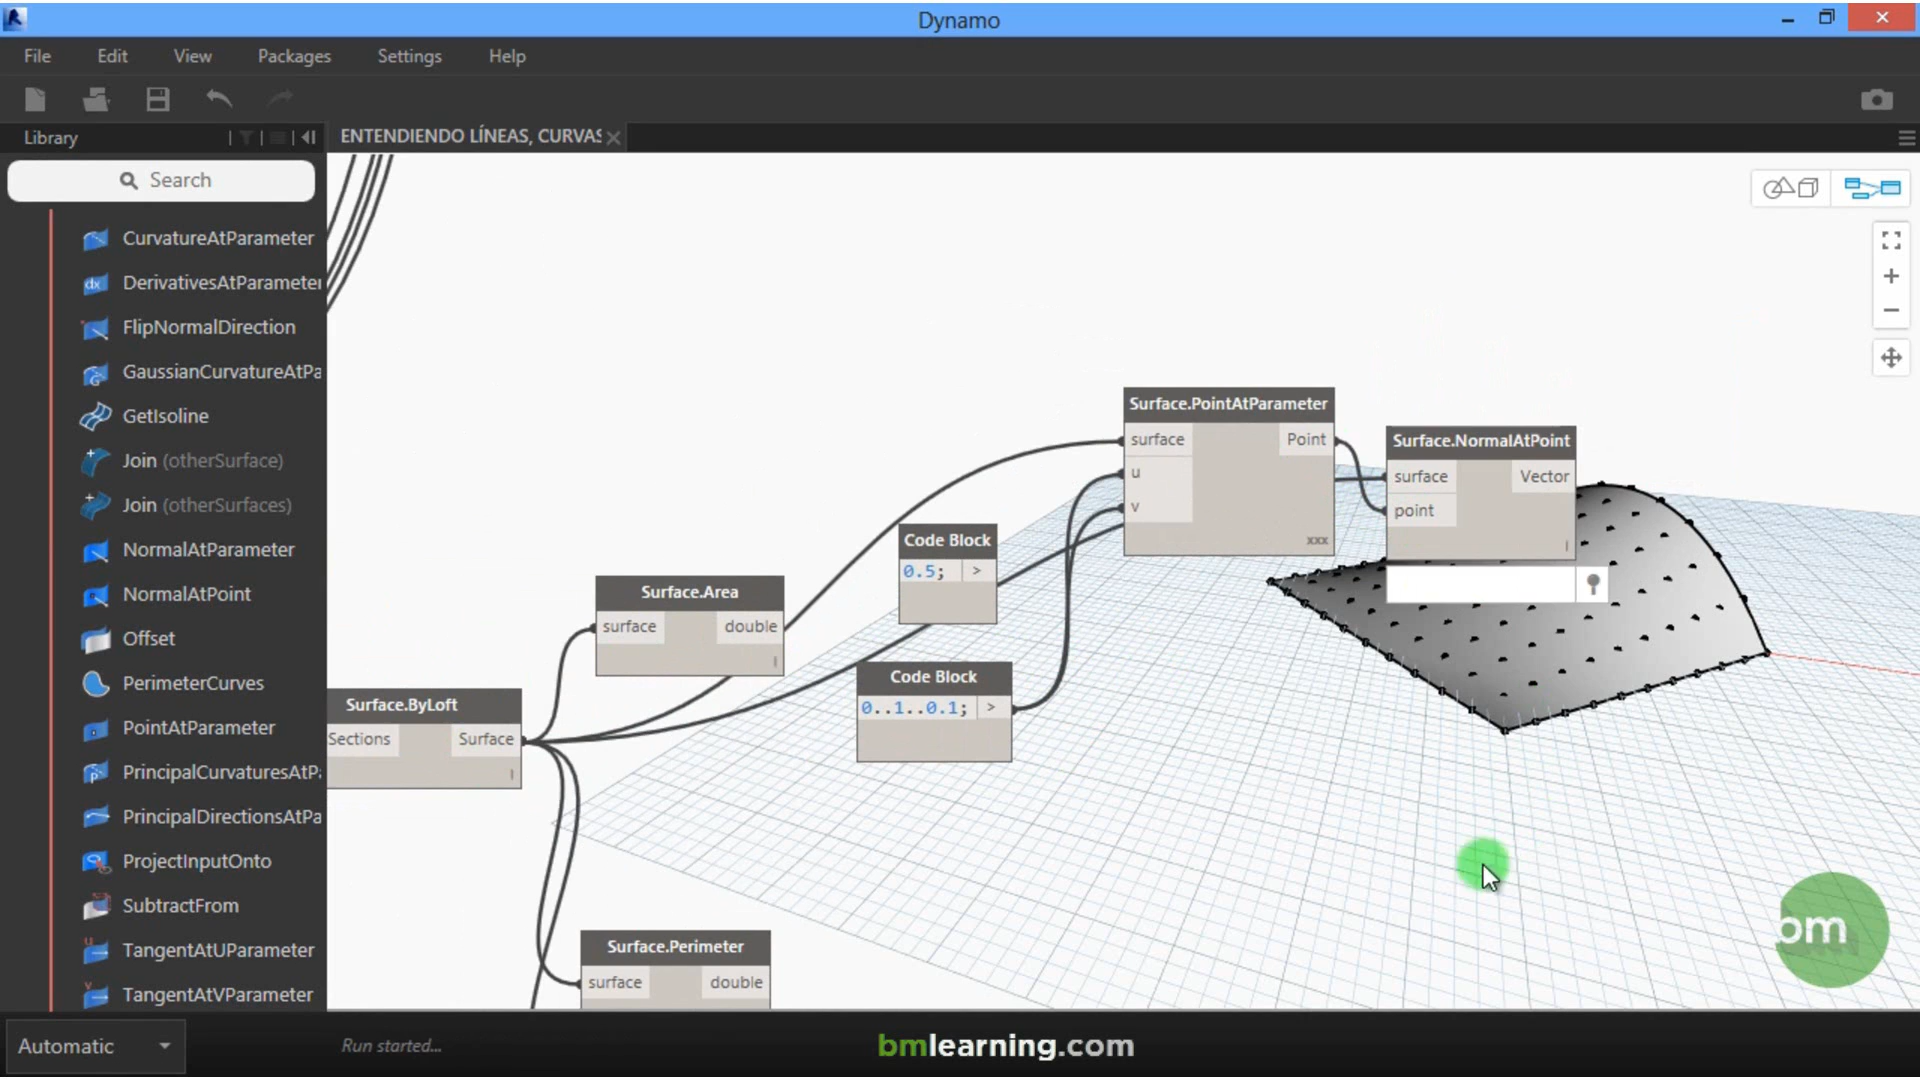 Dynamo
File Edit View Packages Settings Help
Library
ENTENDIENDO LÍNEAS, CURVAS
Search
CurvatureAtParameter
DerivativesAtParameter
FlipNormalDirection
GaussianCurvatureAtPa
GetIsoline
Join (otherSurface)
Join (otherSurfaces)
NormalAtParameter
NormalAtPoint
Offset
PerimeterCurves
PointAtParameter
PrincipalCurvaturesAtPa
PrincipalDirectionsAtPa
ProjectInputOnto
SubtractFrom
TangentAtUParameter
TangentAtVParameter
Surface.PointAtParameter
surface Point
u
v
xxx
Surface.NormalAtPoint
surface Vector
point
l
Code Block
0.5; >
Surface.Area
surface double
l
Code Block
0..1..0.1; >
Surface.ByLoft
Sections Surface
l
Surface.Perimeter
surface double
bm
Automatic
Run started...
bmlearning.com